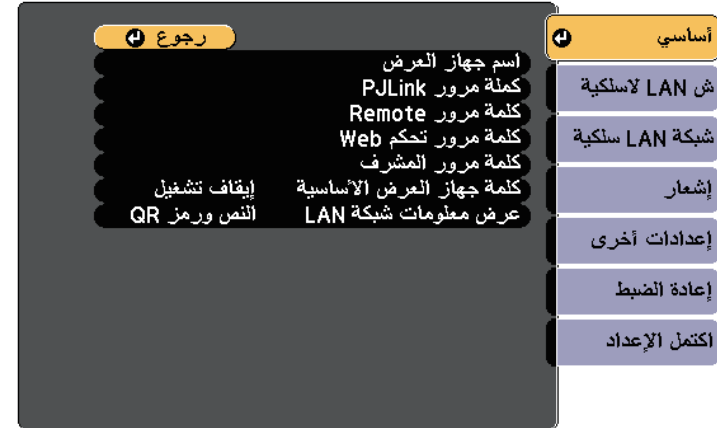 أساسي
ش LAN لاسلكية
شبكة LAN سلكية
إشعار
إعدادات أخرى
إعادة الضبط
اكتمل الإعداد
رجوع
اسم جهاز العرض
كملة مرور PJLink
كلمة مرور Remote
كلمة مرور تحكم Web
كلمة مرور المشرف
كلمة جهاز العرض الأساسية إيقاف تشغيل
عرض معلومات شبكة LAN النص ورمز QR